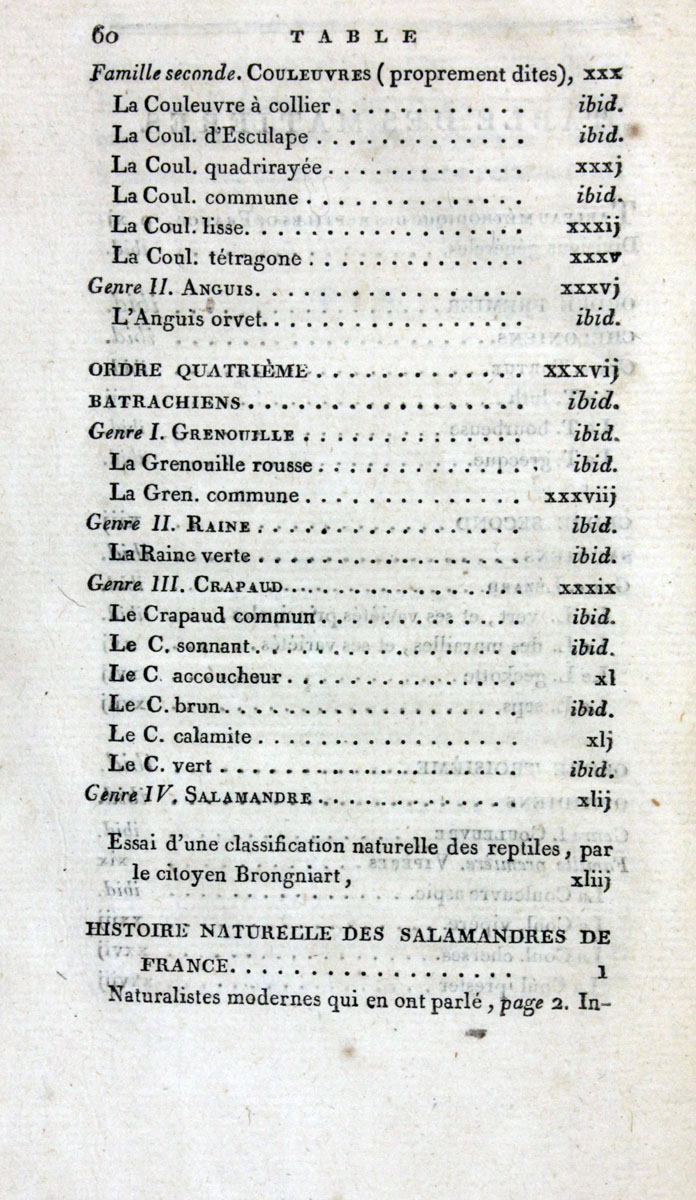 60 TABLE
Famille seconde. COULEUVRES (proprement dites), xxx
La Couleuvre à collier . . . . . . . . . . . . ibid.
La Coul. d'Esculape . . . . . . . . . . . . . ibid.
La Coul. quadrirayée . . . . . . . . . . . . xxxj
La Coul. commune . . . . . . . . . . . . . ibid.
La Coul. lisse. . . . . . . . . . . . . . . . xxxij
La Coul. tétragone . . . . . . . . . . . . . xxxv
Genre II. ANGUIS. . . . . . . . . . . . . . . xxxvj
L'Anguis orvet. . . . . . . . . . . . . . . . ibid.
ORDRE QUATRIÈME . . . . . . . . . . . . . xxxvij
BATRACHIENS . . . . . . . . . . . . . . . . ibid.
Genre I. GRENOUILLE . . . . . . . . . . . . . ibid.
La Grenouille rousse . . . . . . . . . . . . . ibid.
La Gren. commune . . . . . . . . . . . . . xxxviij
Genre II. RAINE . . . . . . . . . . . . . . . ibid.
La Raine verte . . . . . . . . . . . . . . . ibid.
Genre III. CRAPAUD. . . . . . . . . . . . . . xxxix
Le Crapaud commun . . . . . . . . . . . . ibid.
Le C. sonnant . . . . . . . . . . . . . . . . ibid.
Le C. accoucheur . . . . . . . . . . . . . . xl
Le C. brun . . . . . . . . . . . . . . . . . ibid.
Le C. calamite . . . . . . . . . . . . . . . xlj
Le C. vert . . . . . . . . . . . . . . . . . ibid.
Genre IV. SALAMANDRE . . . . . . . . . . . . xlij
Essai d'une classification naturelle des reptiles, par
le citoyen Brongniart, xliij
HISTOIRE NATURELLE DES SALAMANDRES DE
FRANCE. . . . . . . . . . . . . . . . . . 1
Naturalistes modernes qui en ont parlé, page 2. In-